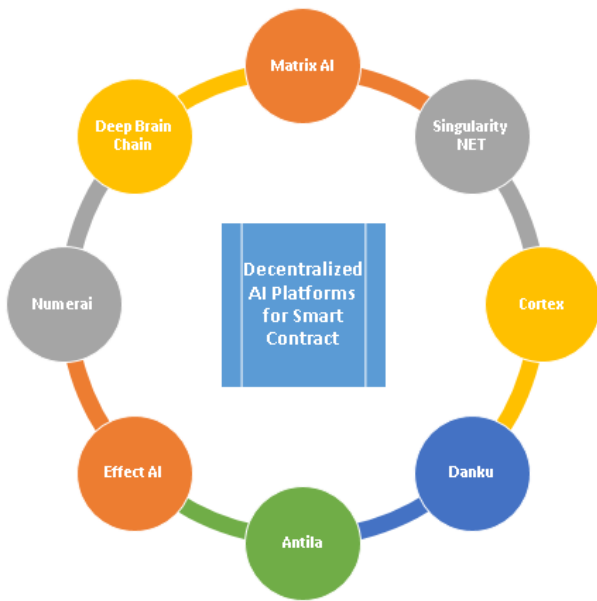 Matrix AI
Singularity
NET
Cortex
Danku
Antila
Effect AI
Numerai
Deep Brain
Chain
Decentralized
AI Platforms
for Smart
Contract